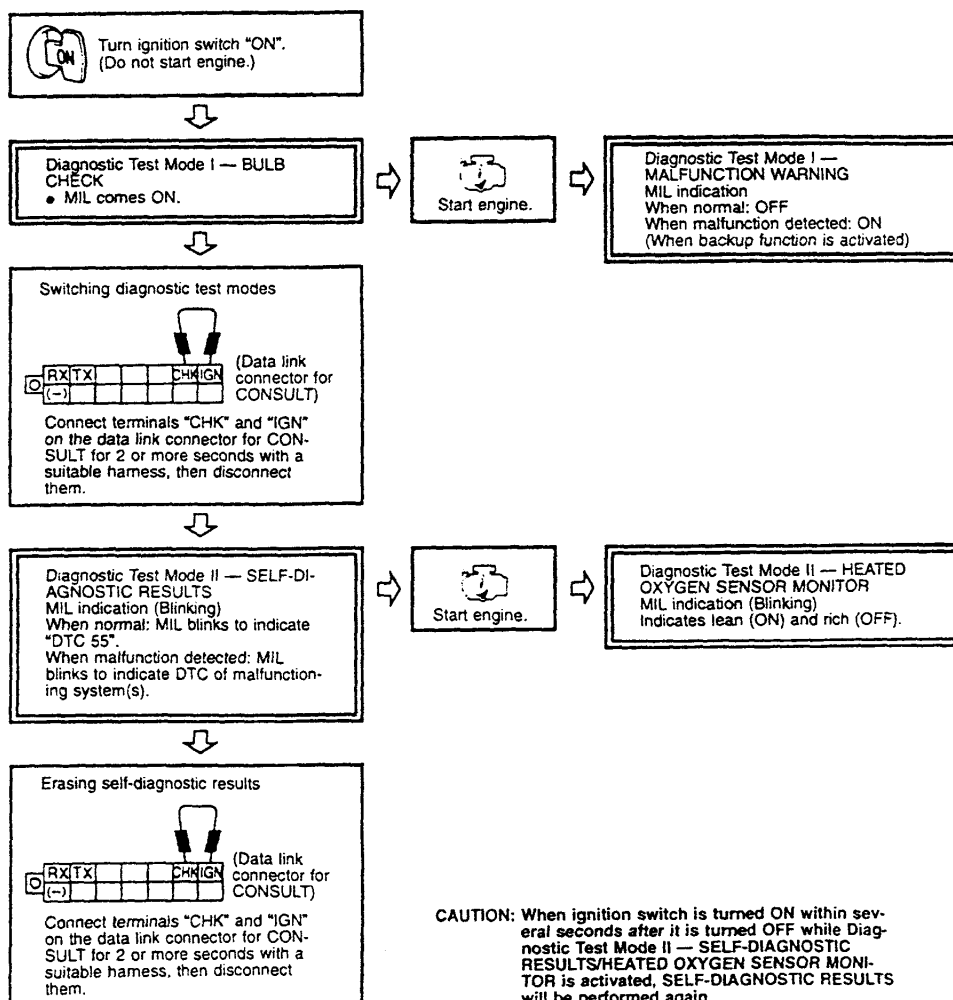 ON
Turn ignition switch "ON".
(Do not start engine.)
Diagnostic Test Mode I — BULB
CHECK
• MIL comes ON.
Start engine.
Diagnostic Test Mode I —
MALFUNCTION WARNING
MIL indication
When normal: OFF
When malfunction detected: ON
(When backup function is activated)
Switching diagnostic test modes
RX TX CHK IGN
(–)
(Data link
connector for
CONSULT)
Connect terminals "CHK" and "IGN"
on the data link connector for CON-
SULT for 2 or more seconds with a
suitable harness, then disconnect
them.
Diagnostic Test Mode II — SELF-DI-
AGNOSTIC RESULTS
MIL indication (Blinking)
When normal: MIL blinks to indicate
"DTC 55".
When malfunction detected: MIL
blinks to indicate DTC of malfunction-
ing system(s).
Start engine.
Diagnostic Test Mode II — HEATED
OXYGEN SENSOR MONITOR
MIL indication (Blinking)
Indicates lean (ON) and rich (OFF).
Erasing self-diagnostic results
RX TX CHK IGN
(–)
(Data link
connector for
CONSULT)
Connect terminals "CHK" and "IGN"
on the data link connector for CON-
SULT for 2 or more seconds with a
suitable harness, then disconnect
them.
CAUTION: When ignition switch is turned ON within sev-
eral seconds after it is turned OFF while Diag-
nostic Test Mode II — SELF-DIAGNOSTIC
RESULTS/HEATED OXYGEN SENSOR MONI-
TOR is activated, SELF-DIAGNOSTIC RESULTS
will be performed again